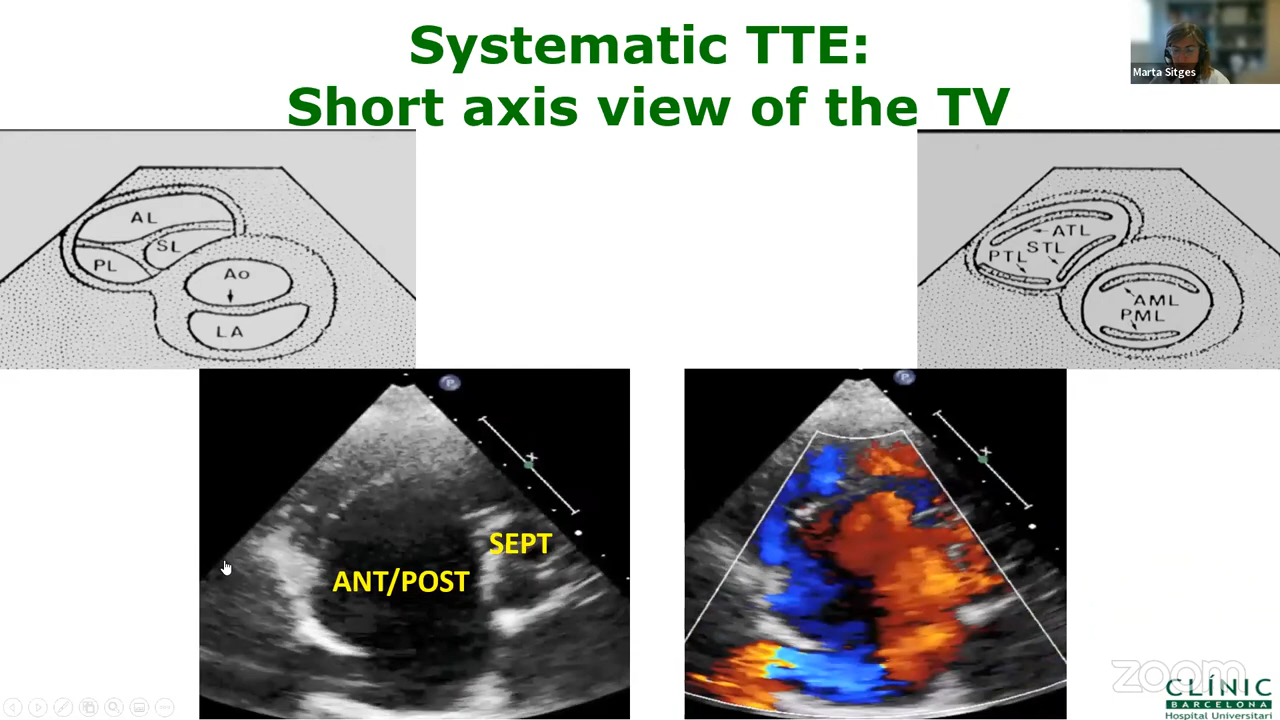 Systematic TTE:
Short axis view of the TV
Marta Sitges
AL
SL
PL
Ao
LA
ATL
STL
PTL
AML
PML
P
SEPT
ANT/POST
P
zoom
CLÍNIC
BARCELONA
Hospital Universitari